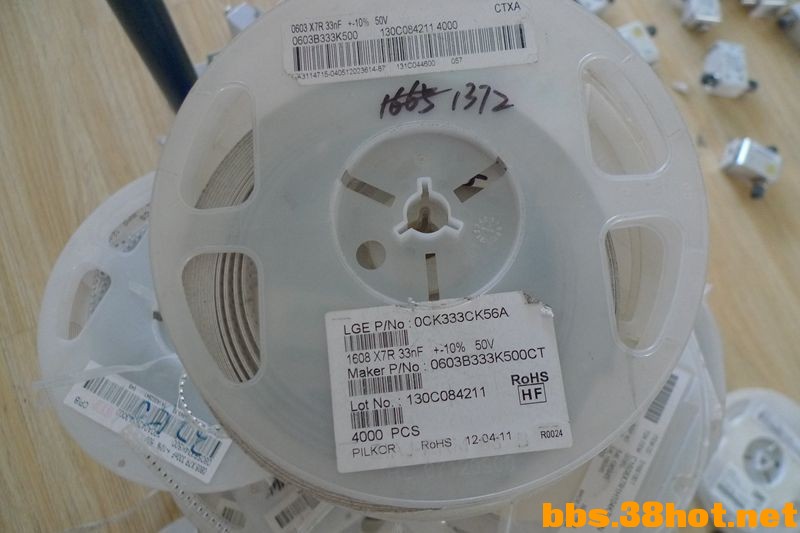 CTXA
0603 X7R 33nF +-10% 50V
0603B333K500 130C084211 4000
131C044600 057
1665 1372
LGE P/No : 0CK333CK56A
1608 X7R 33nF +-10% 50V
Maker P/No : 0603B333K500CT
Lot No : 130C084211
RoHS
HF
4000 PCS
PILKOR RoHS 12-04-11 R0024
bbs.38hot.net